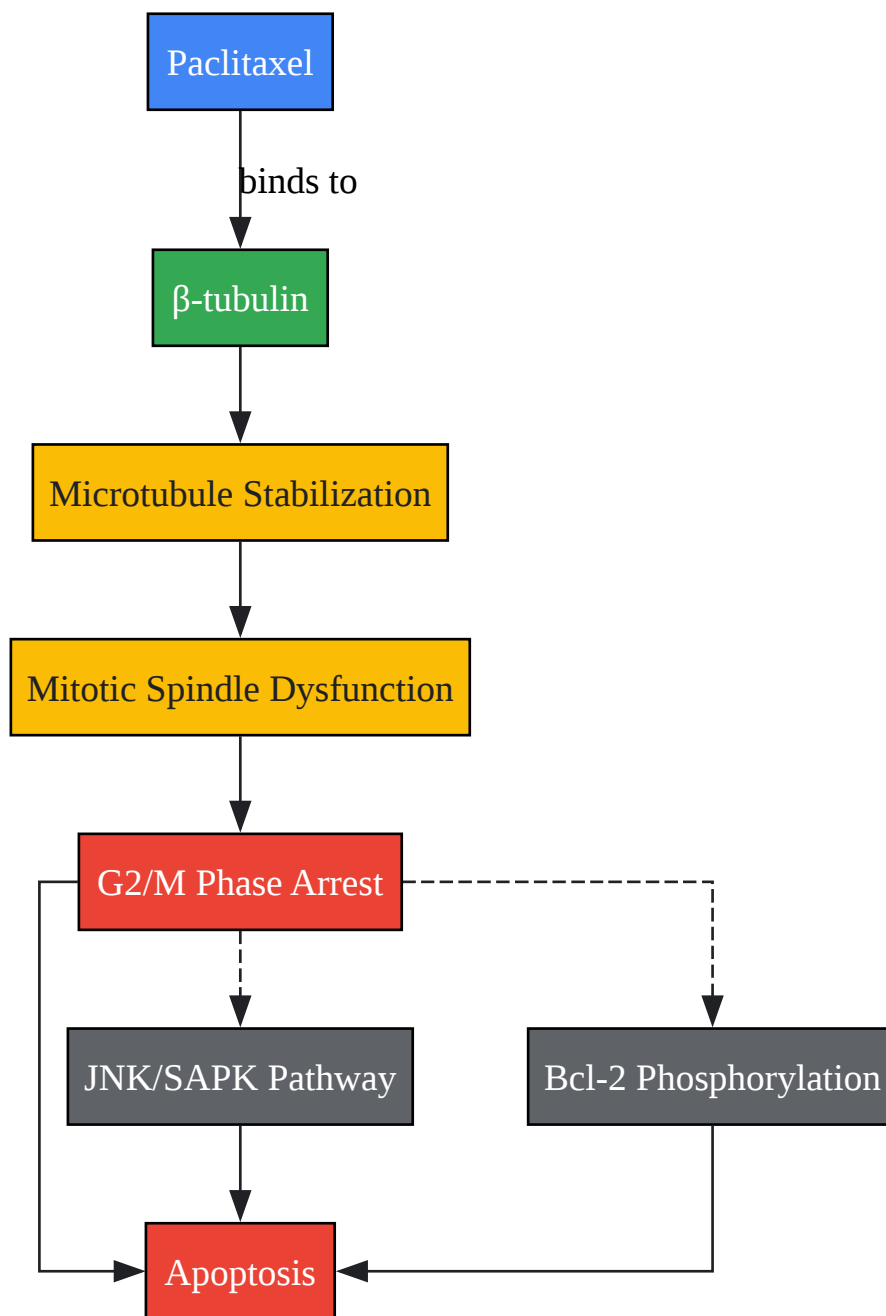 Paclitaxel
binds to
β-tubulin
Microtubule Stabilization
Mitotic Spindle Dysfunction
G2/M Phase Arrest
JNK/SAPK Pathway
Bcl-2 Phosphorylation
Apoptosis